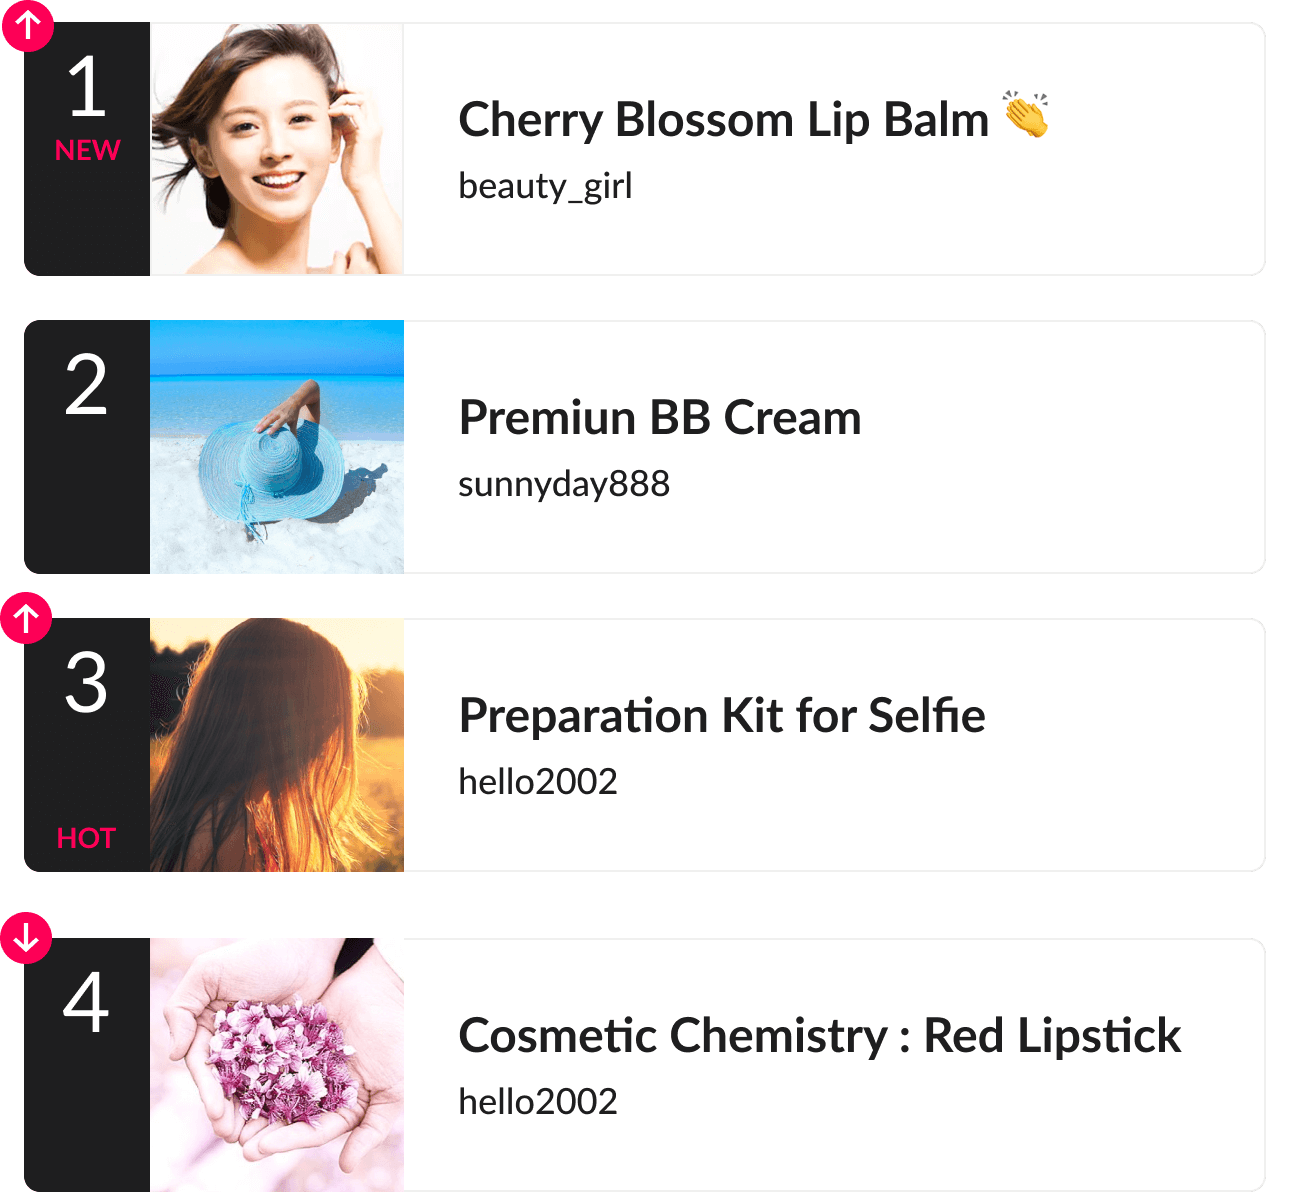 1
NEW
Cherry Blossom Lip Balm 👏
beauty_girl
2
Premiun BB Cream
sunnyday888
3
HOT
Preparation Kit for Selfie
hello2002
4
Cosmetic Chemistry : Red Lipstick
hello2002